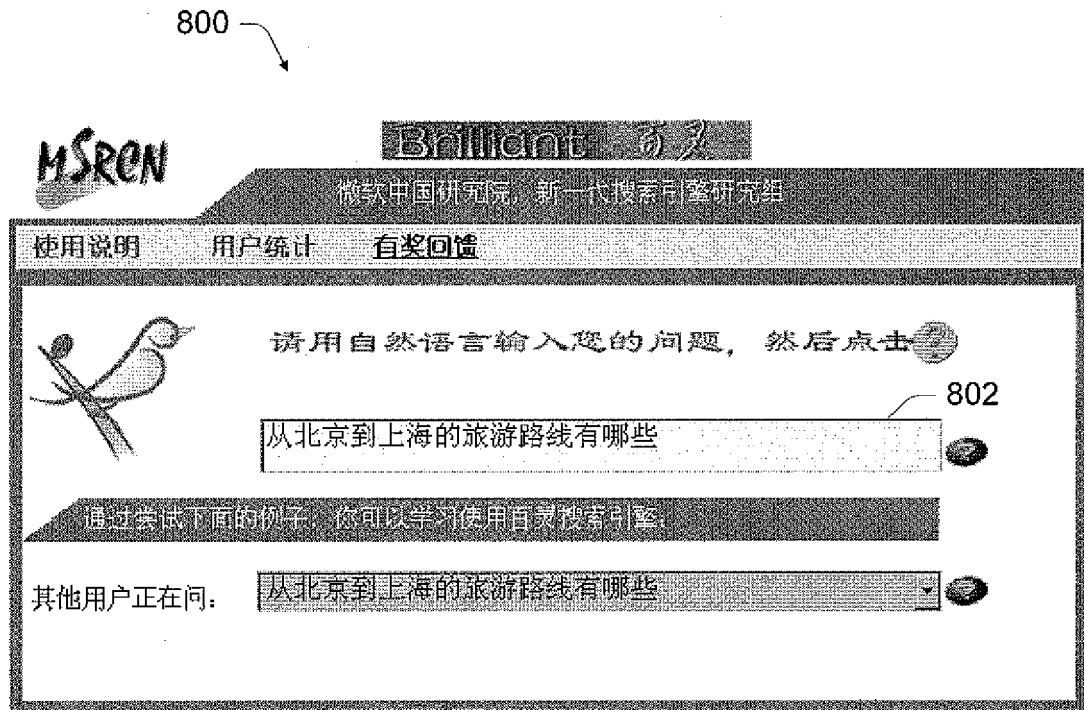 800
MSRCN
Brilliant 百灵
微软中国研究院，新一代搜索引擎研究组
使用说明 用户统计 有奖回馈
请用自然语言输入您的问题，然后点击?
802
从北京到上海的旅游路线有哪些
通过尝试下面的例子，您可以学习使用百灵搜索引擎：
其他用户正在问： 从北京到上海的旅游路线有哪些